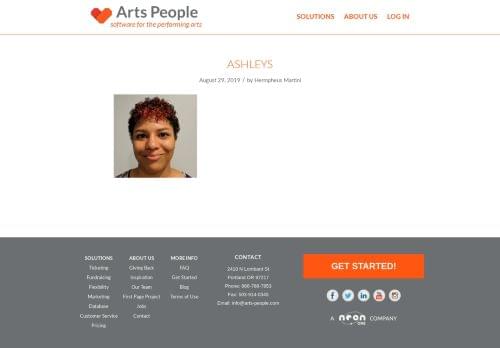 Arts People
software for the performing arts
SOLUTIONS ABOUT US LOG IN
ASHLEYS
August 29, 2019 / by Hermpheus Martini
SOLUTIONS
Ticketing
Fundraising
Flexibility
Marketing
Database
Customer Service
Pricing
ABOUT US
Giving Back
Inspiration
Our Team
First Page Project
Jobs
Contact
MORE INFO
FAQ
Get Started
Blog
Terms of Use
CONTACT
2410 N Lombard St
Portland OR 97217
Phone: 866-768-7953
Fax: 503-914-0345
Email: info@arts-people.com
GET STARTED!
A neon ONE COMPANY